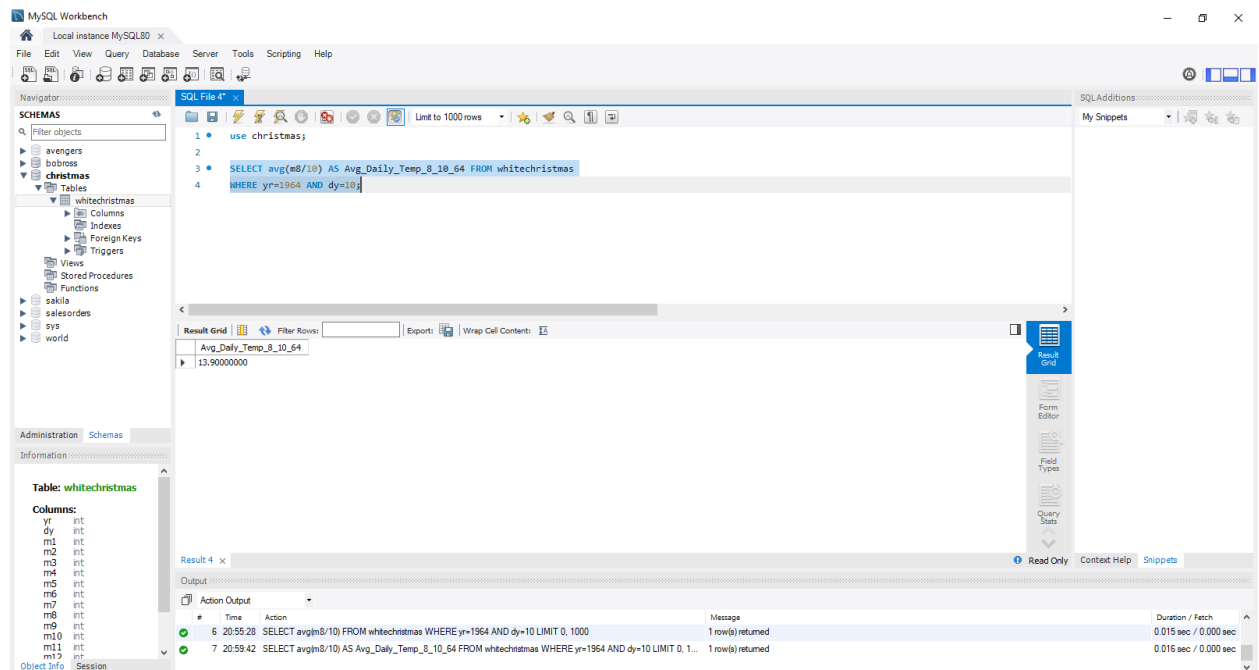 MySQL Workbench
Local instance MySQL80
File Edit View Query Database Server Tools Scripting Help
Navigator
SCHEMAS
Filter objects
avengers
bobross
christmas
Tables
whitechristmas
Columns
Indexes
Foreign Keys
Triggers
Views
Stored Procedures
Functions
sakila
salesorders
sys
world
Administration Schemas
Information
Table: whitechristmas
Columns:
yr int
dy int
m1 int
m2 int
m3 int
m4 int
m5 int
m6 int
m7 int
m8 int
m9 int
m10 int
m11 int
m12 int
Object Info Session
SQL File 4*
Limit to 1000 rows
1 use christmas;
2
3 SELECT avg(m8/10) AS Avg_Daily_Temp_8_10_64 FROM whitechristmas
4 WHERE yr=1964 AND dy=10;
Result Grid Filter Rows: Export: Wrap Cell Content:
Avg_Daily_Temp_8_10_64
13.90000000
Result Grid
Form Editor
Field Types
Query Stats
Result 4
Read Only
Output
Action Output
# Time Action Message Duration / Fetch
6 20:55:28 SELECT avg(m8/10) FROM whitechristmas WHERE yr=1964 AND dy=10 LIMIT 0, 1000 1 row(s) returned 0.015 sec / 0.000 sec
7 20:59:42 SELECT avg(m8/10) AS Avg_Daily_Temp_8_10_64 FROM whitechristmas WHERE yr=1964 AND dy=10 LIMIT 0, 1... 1 row(s) returned 0.016 sec / 0.000 sec
SQLAdditions
My Snippets
Context Help Snippets